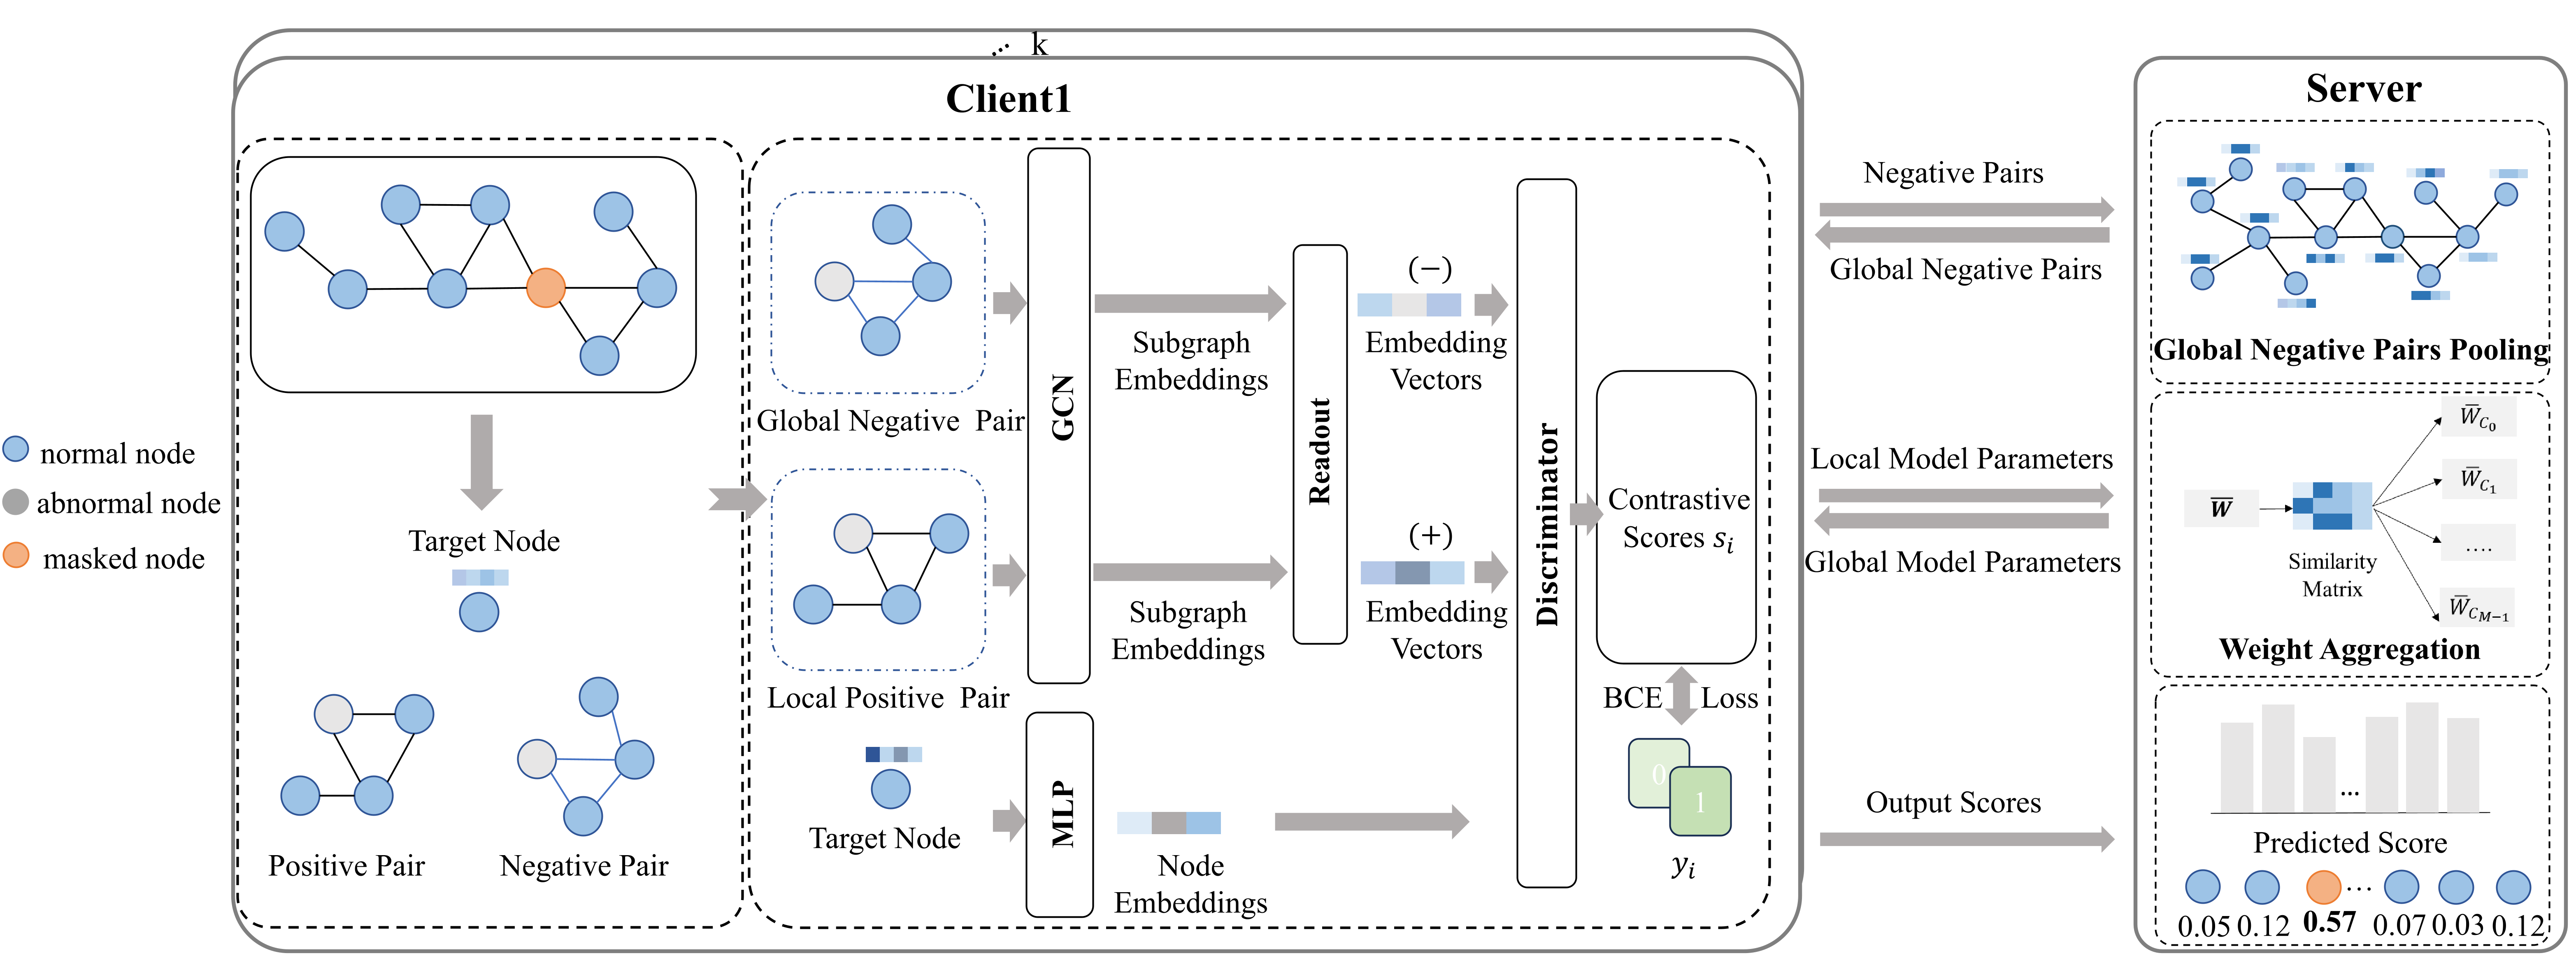 k
Client1
normal node
abnormal node
masked node
Target Node
Positive Pair
Negative Pair
Global Negative Pair
Local Positive Pair
Target Node
GCN
MLP
Subgraph
Embeddings
Subgraph
Embeddings
Node
Embeddings
Readout
(−)
Embedding
Vectors
(+)
Embedding
Vectors
Discriminator
Contrastive
Scores s_i
BCE Loss
0
1
y_i
Negative Pairs
Global Negative Pairs
Local Model Parameters
Global Model Parameters
Output Scores
Server
Global Negative Pairs Pooling
W̅
Similarity
Matrix
W̅_{C_0}
W̅_{C_1}
....
W̅_{C_{M−1}}
Weight Aggregation
...
Predicted Score
...
0.05 0.12 0.57 0.07 0.03 0.12